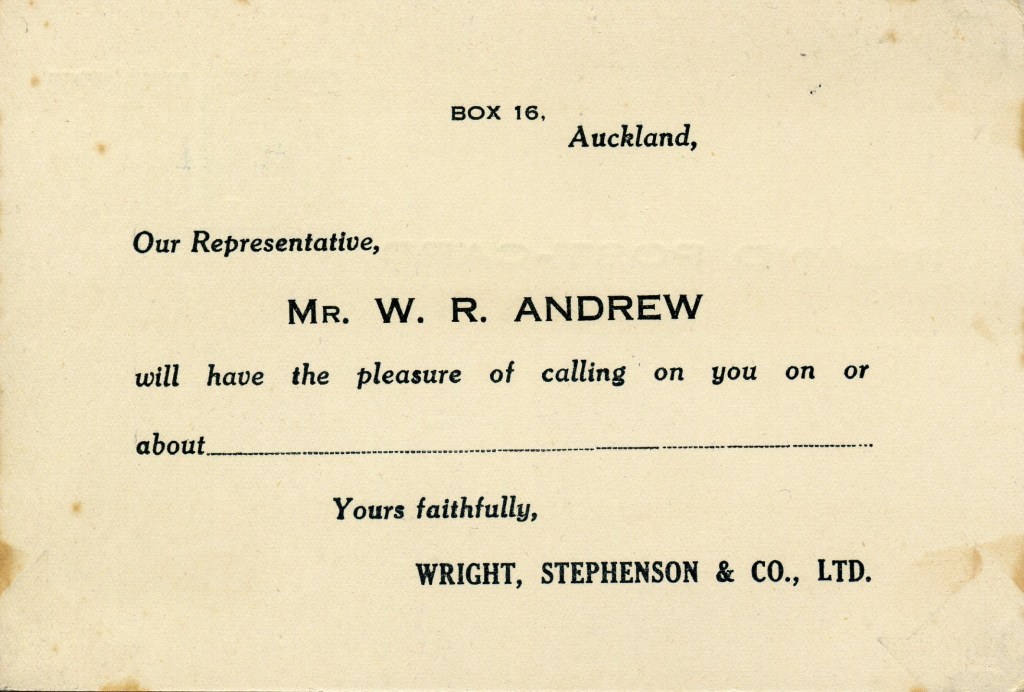 BOX 16,
Auckland,
Our Representative,
MR. W. R. ANDREW
will have the pleasure of calling on you on or
about
Yours faithfully,
WRIGHT, STEPHENSON & CO., LTD.